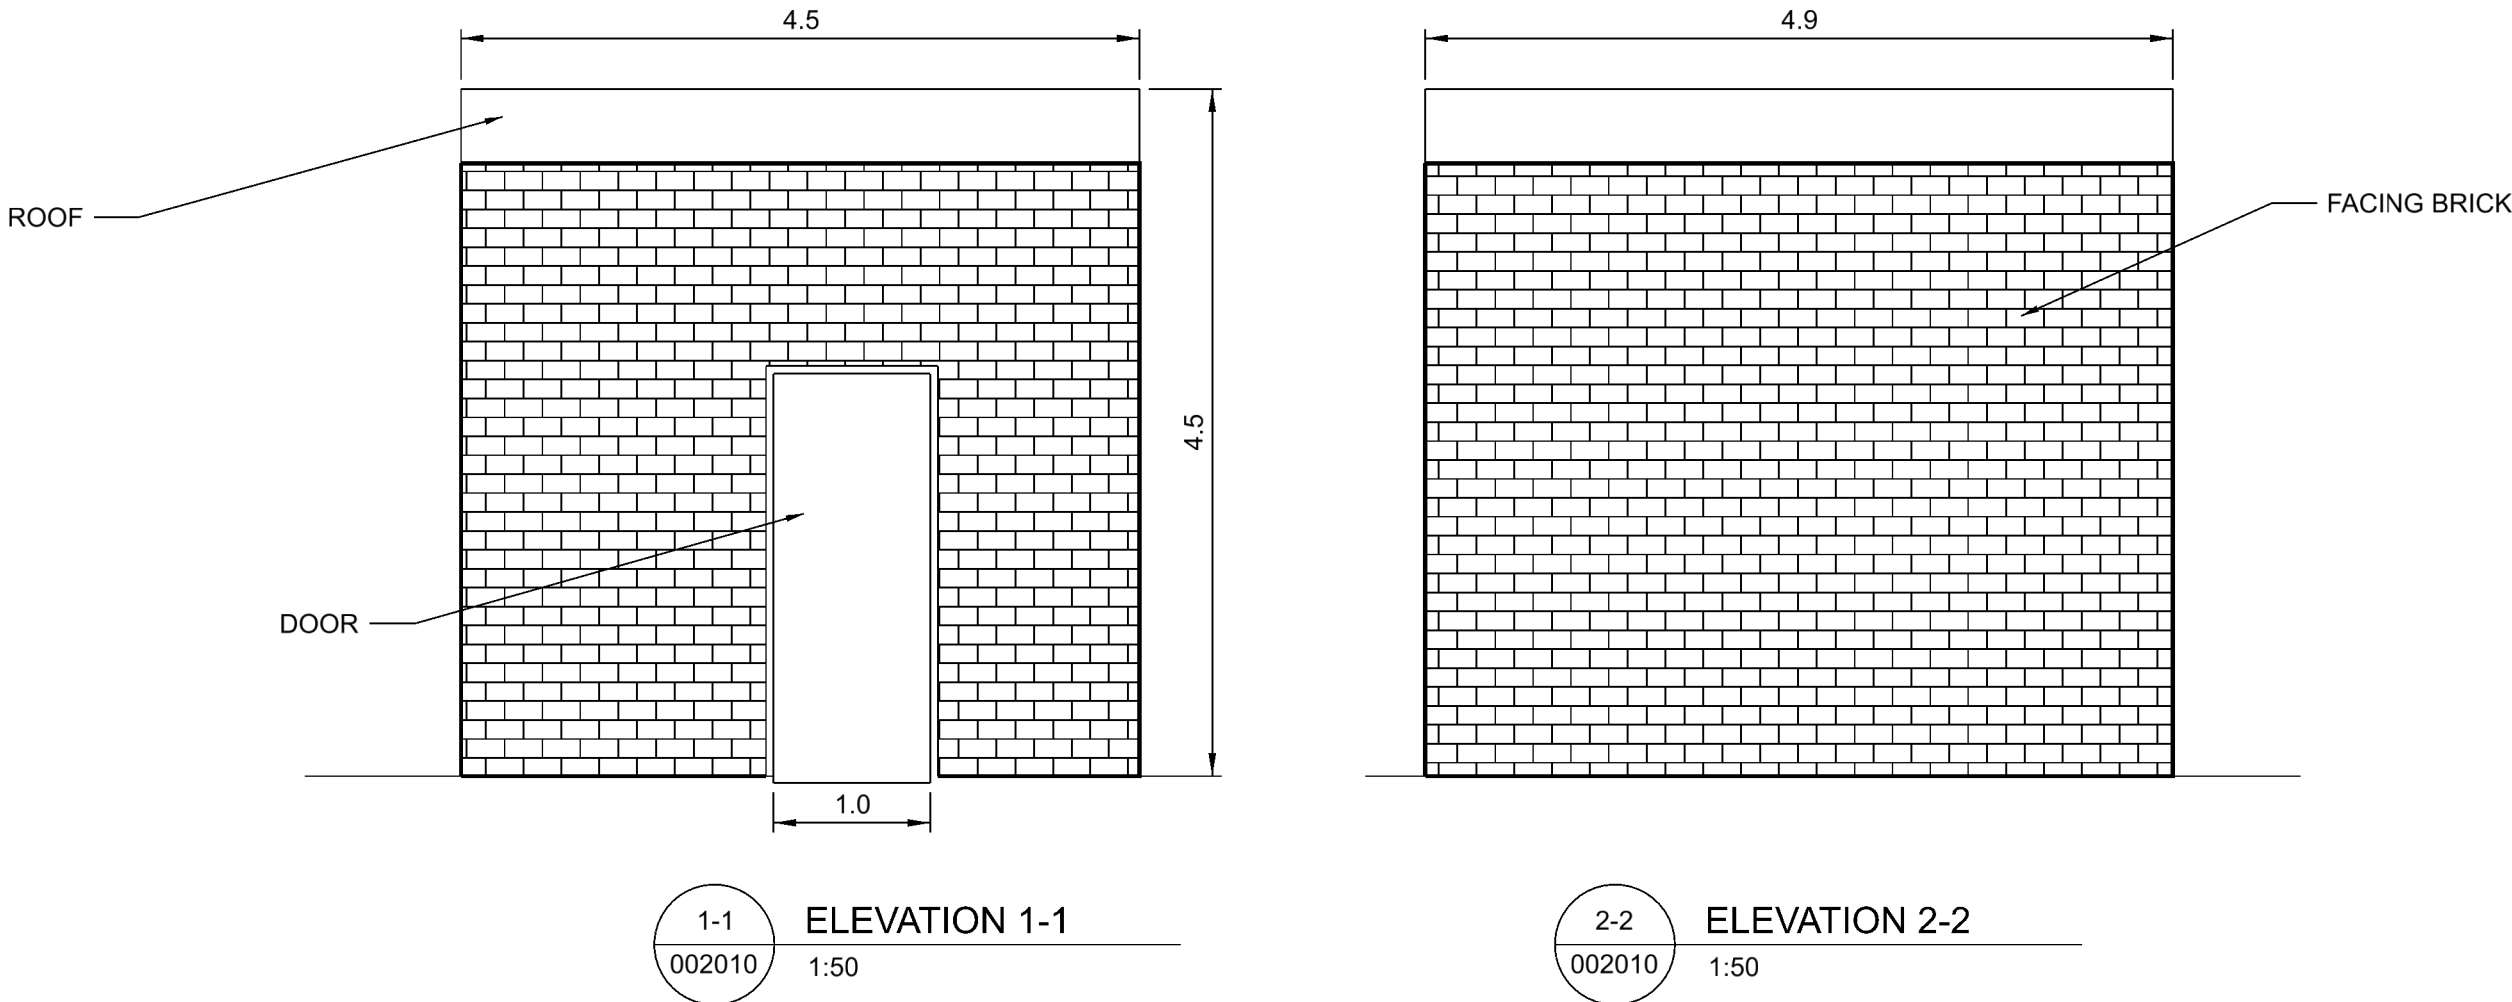 4.5
4.9
ROOF
FACING BRICK
4.5
DOOR
1.0
1-1
002010
ELEVATION 1-1
1:50
2-2
002010
ELEVATION 2-2
1:50